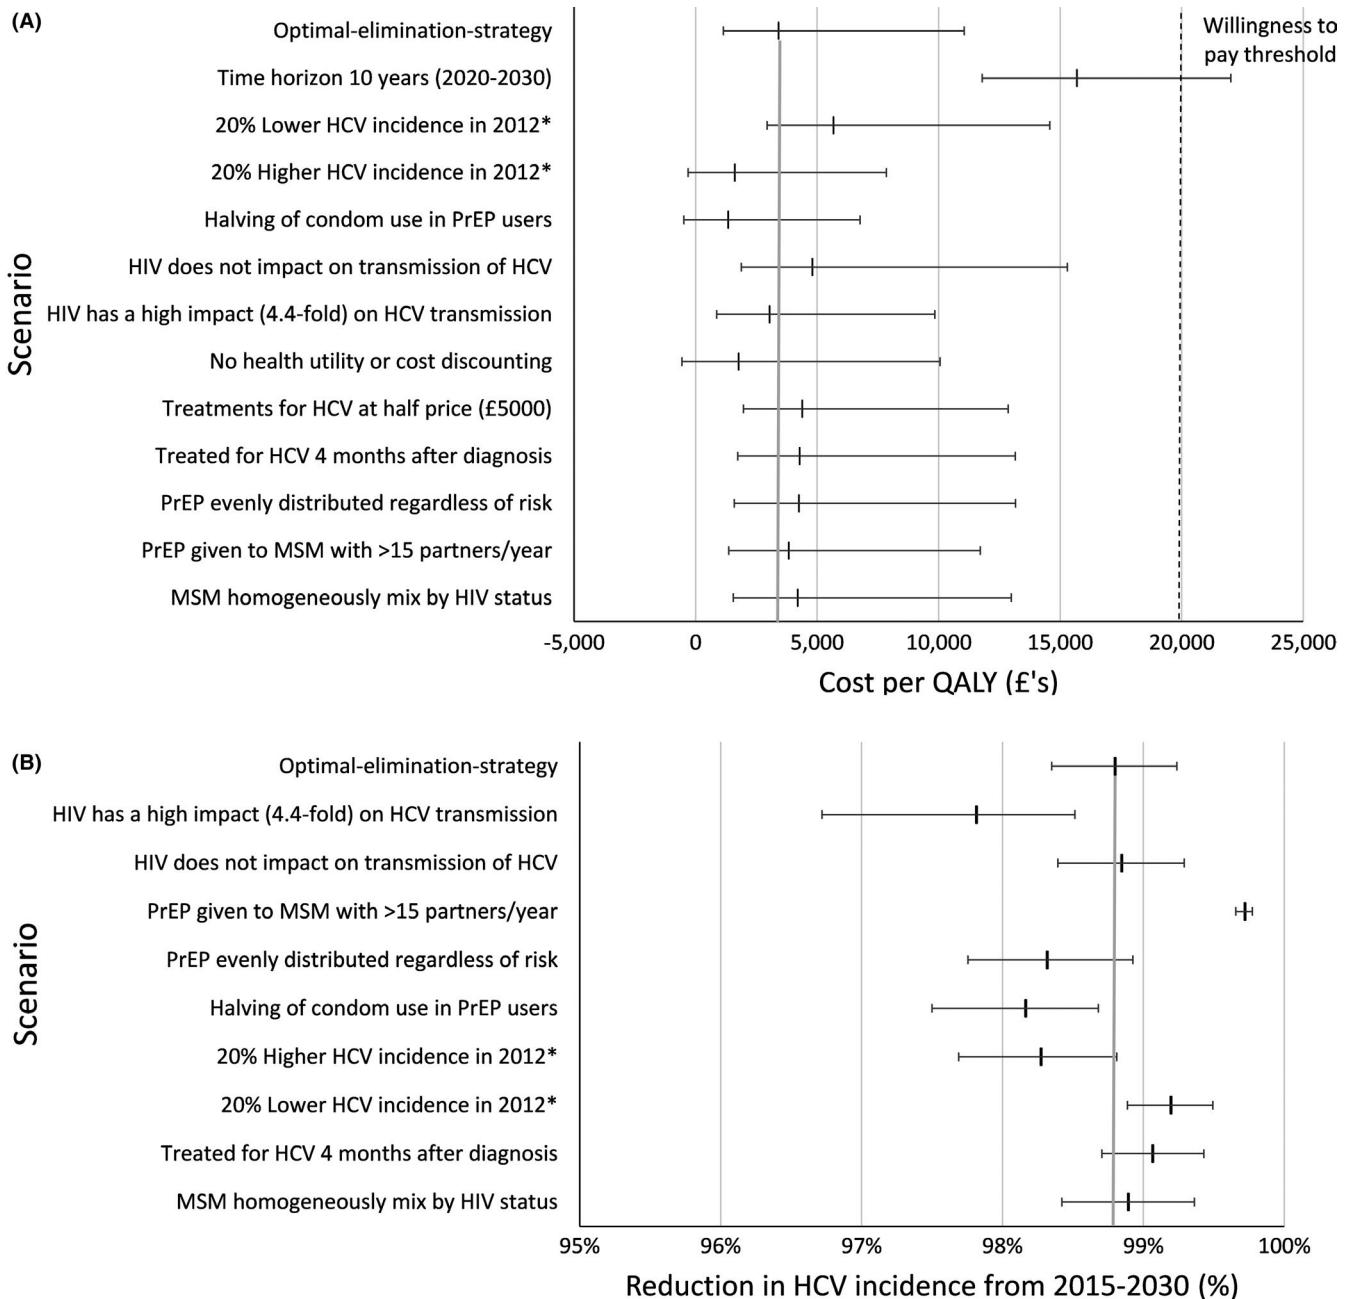 (A)
Willingness to
pay threshold
Optimal-elimination-strategy
Time horizon 10 years (2020-2030)
20% Lower HCV incidence in 2012*
20% Higher HCV incidence in 2012*
Halving of condom use in PrEP users
HIV does not impact on transmission of HCV
HIV has a high impact (4.4-fold) on HCV transmission
No health utility or cost discounting
Treatments for HCV at half price (£5000)
Treated for HCV 4 months after diagnosis
PrEP evenly distributed regardless of risk
PrEP given to MSM with >15 partners/year
MSM homogeneously mix by HIV status
Scenario
-5,000 0 5,000 10,000 15,000 20,000 25,000
Cost per QALY (£'s)
(B)
Optimal-elimination-strategy
HIV has a high impact (4.4-fold) on HCV transmission
HIV does not impact on transmission of HCV
PrEP given to MSM with >15 partners/year
PrEP evenly distributed regardless of risk
Halving of condom use in PrEP users
20% Higher HCV incidence in 2012*
20% Lower HCV incidence in 2012*
Treated for HCV 4 months after diagnosis
MSM homogeneously mix by HIV status
Scenario
95% 96% 97% 98% 99% 100%
Reduction in HCV incidence from 2015-2030 (%)